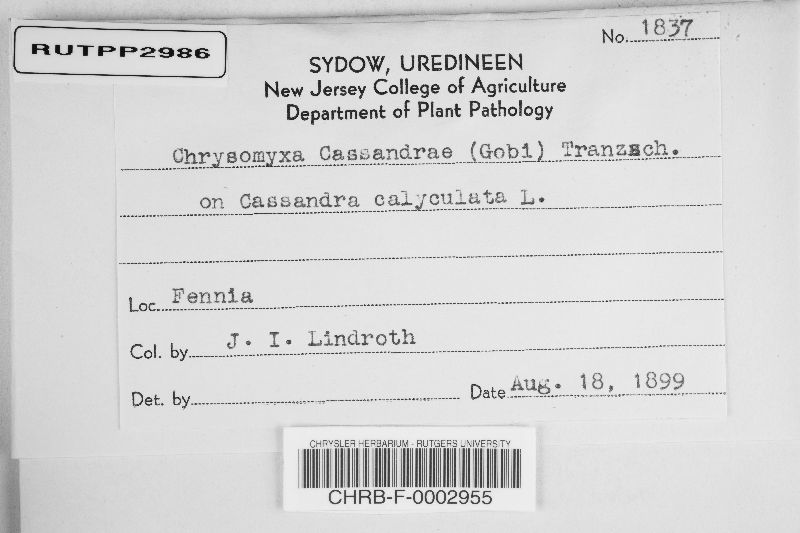 RUTPP2986
No. 1837
SYDOW, UREDINEEN
New Jersey College of Agriculture
Department of Plant Pathology
Chrysomyxa Cassandrae (Gobi) Tranzsch.
on Cassandra calyculata L.
Loc. Fennia
Col. by J. I. Lindroth
Det. by
Date Aug. 18, 1899
CHRYSLER HERBARIUM - RUTGERS UNIVERSITY
CHRB-F-0002955